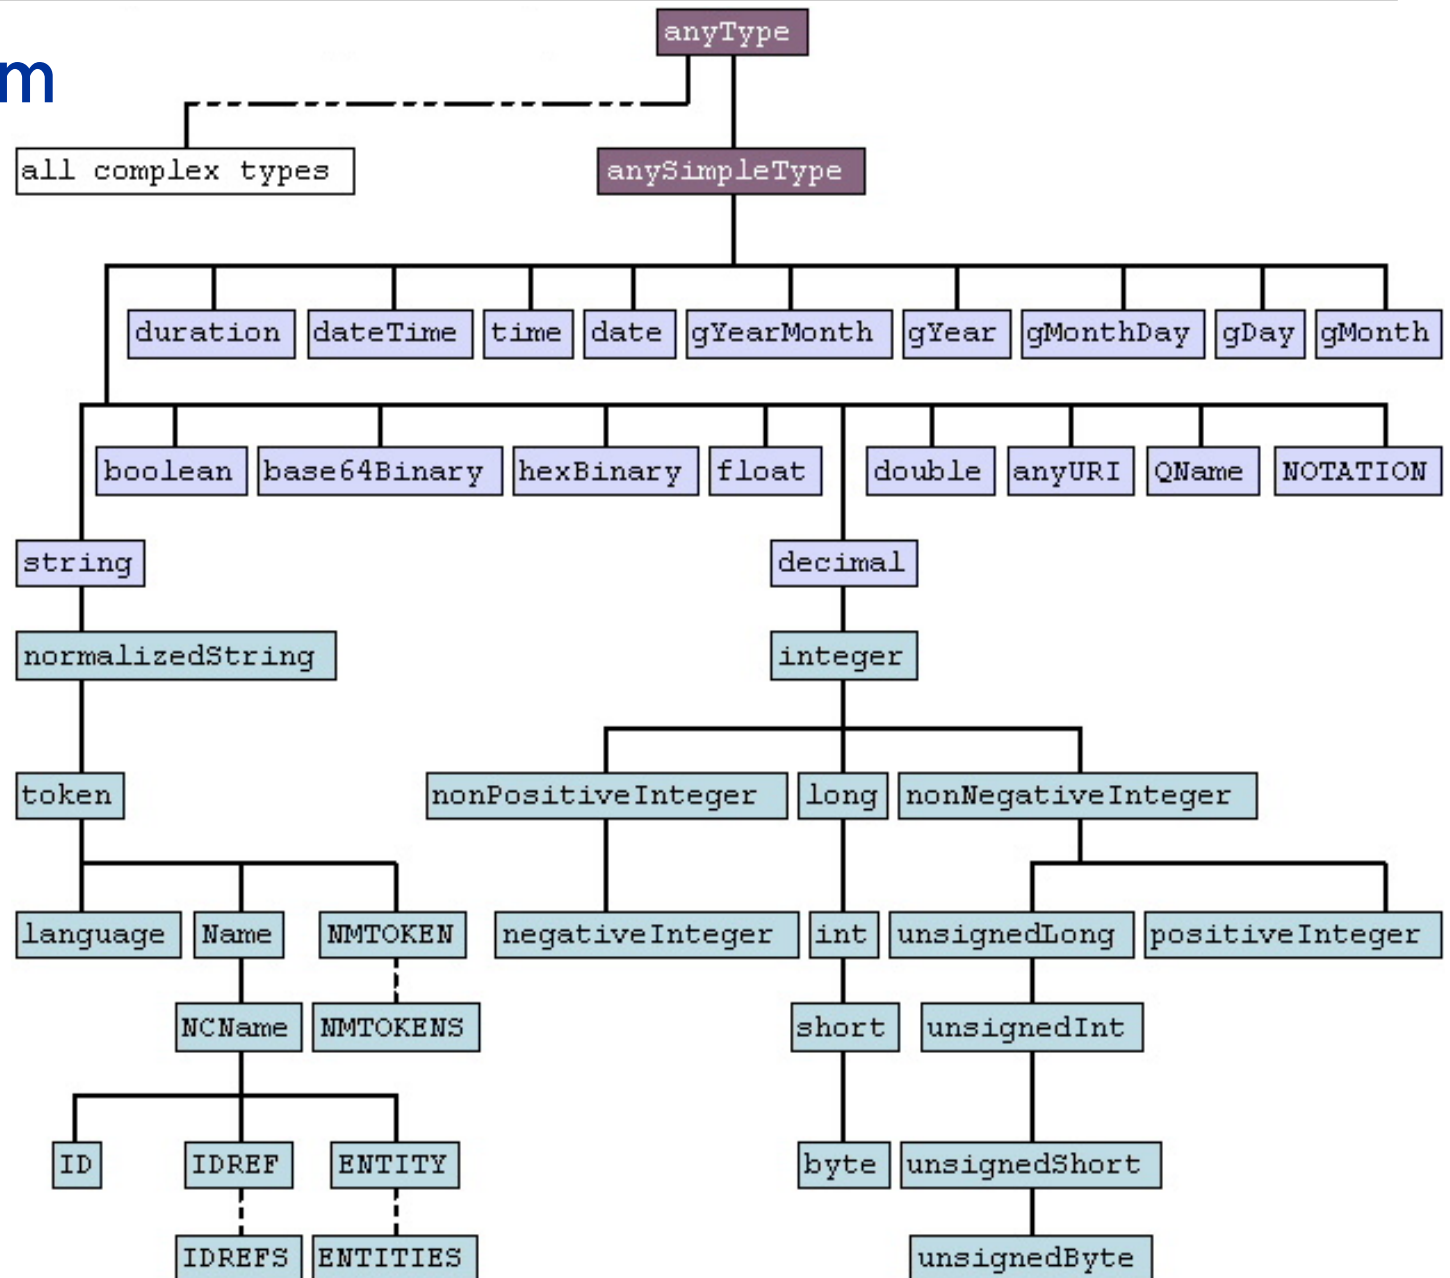 m
anyType
all complex types
anySimpleType
duration
dateTime
time
date
gYearMonth
gYear
gMonthDay
gDay
gMonth
boolean
base64Binary
hexBinary
float
double
anyURI
QName
NOTATION
string
decimal
normalizedString
integer
token
nonPositiveInteger
long
nonNegativeInteger
language
Name
NMTOKEN
negativeInteger
int
unsignedLong
positiveInteger
NCName
NMTOKENS
short
unsignedInt
ID
IDREF
ENTITY
byte
unsignedShort
IDREFS
ENTITIES
unsignedByte